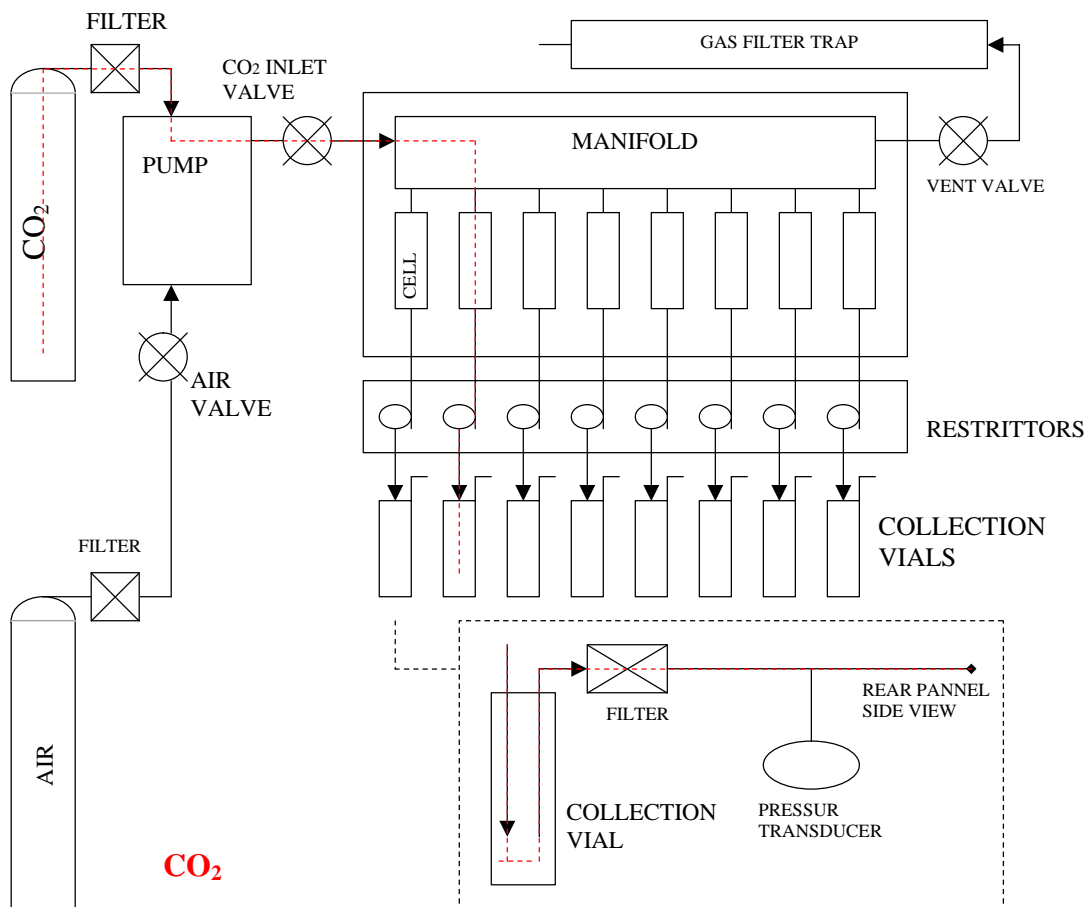 FILTER
GAS FILTER TRAP
CO2 INLET
VALVE
MANIFOLD
PUMP
VENT VALVE
CO2
CELL
AIR
VALVE
RESTRITTORS
COLLECTION
VIALS
FILTER
REAR PANNEL
SIDE VIEW
FILTER
AIR
PRESSUR
TRANSDUCER
COLLECTION
VIAL
CO2